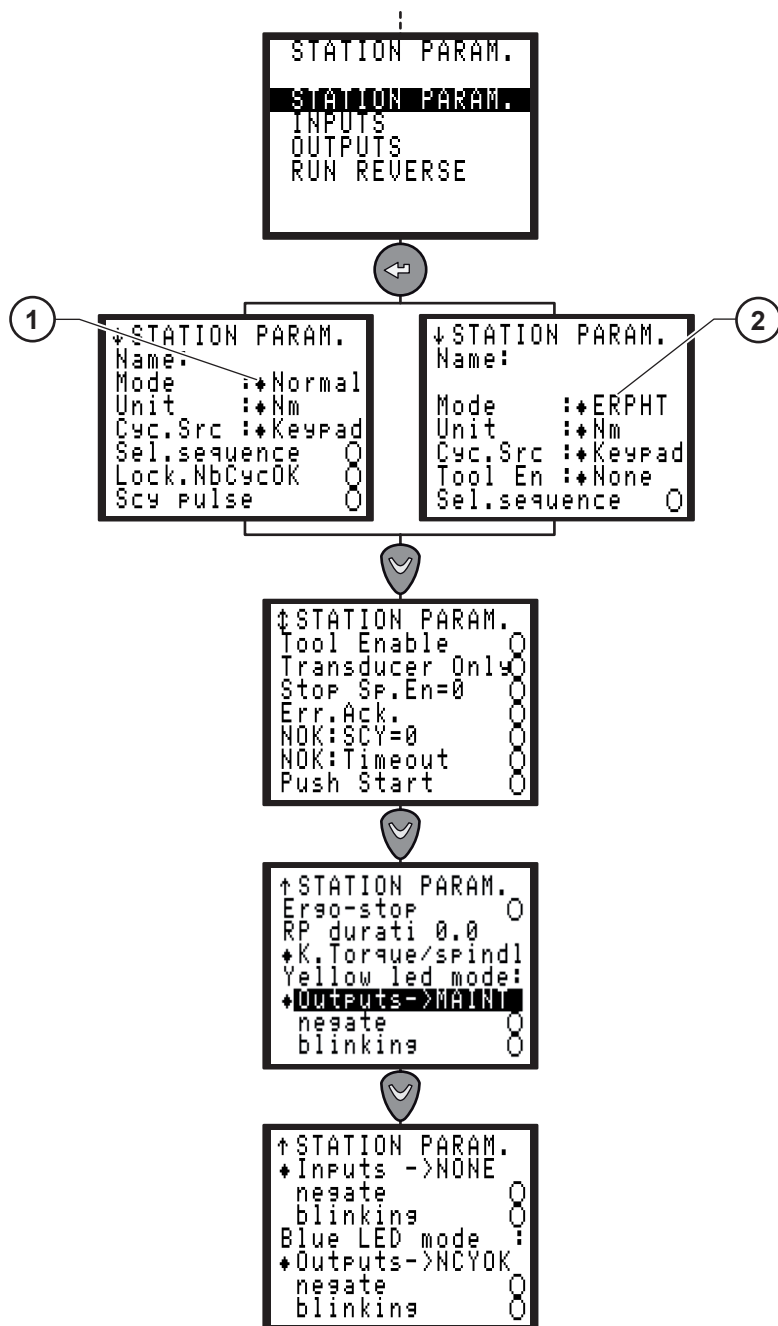 STATION PARAM.
STATION PARAM.
INPUTS
OUTPUTS
RUN REVERSE
1
↓STATION PARAM.
Name:
Mode :♦Normal
Unit :♦Nm
Cyc.Src :♦Keypad
Sel.sequence O
Lock.NbCycOK O
Scy pulse O
2
↓STATION PARAM.
Name:
Mode :♦ERPHT
Unit :♦Nm
Cyc.Src :♦Keypad
Tool En :♦None
Sel.sequence O
↕STATION PARAM.
Tool Enable O
Transducer Only O
Stop Sp.En=0 O
Err.Ack. O
NOK:SCY=0 O
NOK:Timeout O
Push Start O
↑STATION PARAM.
Ergo-stop O
RP durati 0.0
♦K.Torque/spindl
Yellow led mode:
♦Outputs->MAINT
negate O
blinking O
↑STATION PARAM.
♦Inputs ->NONE
negate O
blinking O
Blue LED mode :
♦Outputs->NCYOK
negate O
blinking O